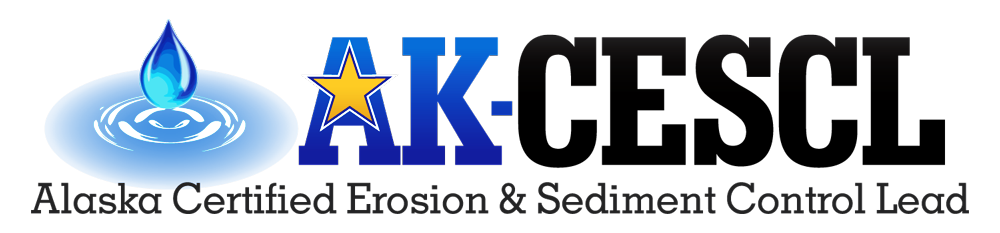 AK-CESCL
Alaska Certified Erosion & Sediment Control Lead